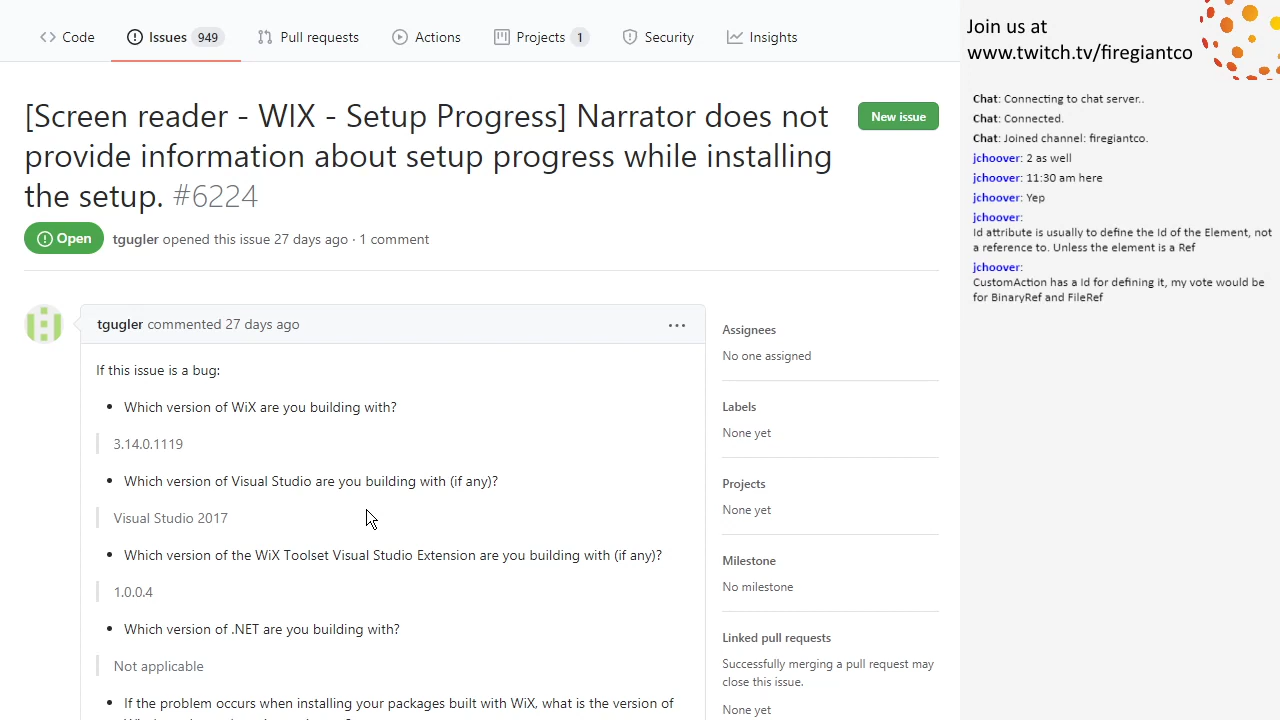 Code
Issues 949
Pull requests
Actions
Projects 1
Security
Insights
[Screen reader - WIX - Setup Progress] Narrator does not
provide information about setup progress while installing
the setup. #6224
New issue
Open
tgugler opened this issue 27 days ago · 1 comment
tgugler commented 27 days ago
If this issue is a bug:
Which version of WiX are you building with?
3.14.0.1119
Which version of Visual Studio are you building with (if any)?
Visual Studio 2017
Which version of the WiX Toolset Visual Studio Extension are you building with (if any)?
1.0.0.4
Which version of .NET are you building with?
Not applicable
If the problem occurs when installing your packages built with WiX, what is the version of
Assignees
No one assigned
Labels
None yet
Projects
None yet
Milestone
No milestone
Linked pull requests
Successfully merging a pull request may
close this issue.
None yet
Join us at
www.twitch.tv/firegiantco
Chat: Connecting to chat server..
Chat: Connected.
Chat: Joined channel: firegiantco.
jchoover: 2 as well
jchoover: 11:30 am here
jchoover: Yep
jchoover:
Id attribute is usually to define the Id of the Element, not
a reference to. Unless the element is a Ref
jchoover:
CustomAction has a Id for defining it, my vote would be
for BinaryRef and FileRef